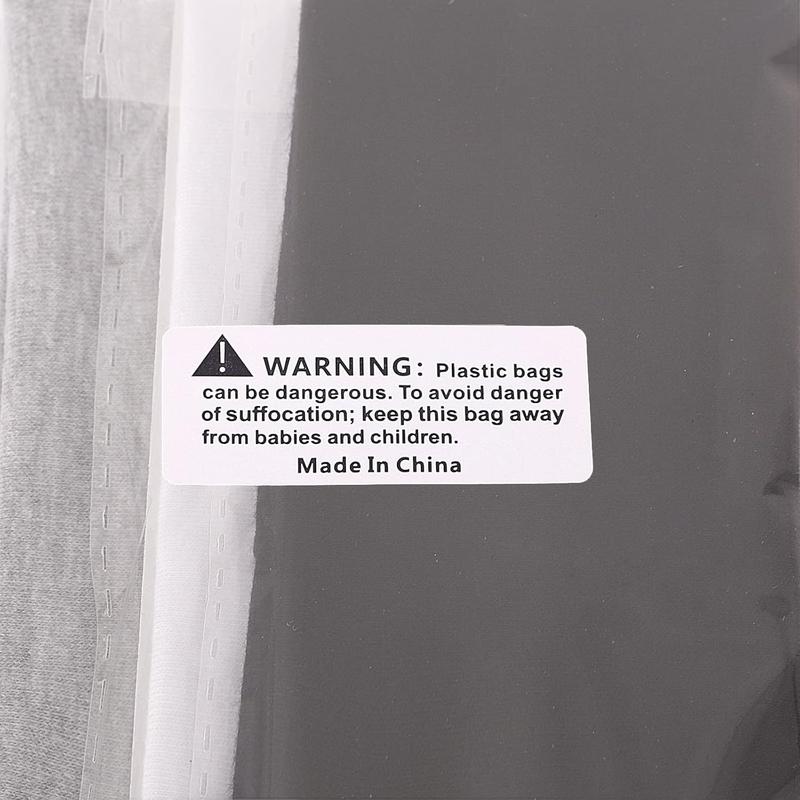 WARNING: Plastic bags
can be dangerous. To avoid danger
of suffocation; keep this bag away
from babies and children.
Made In China